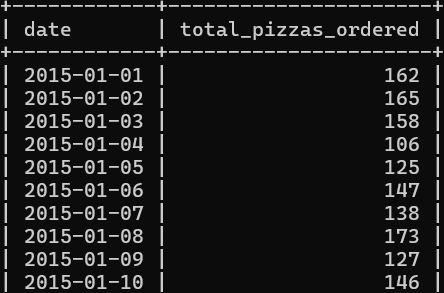 +------------+----------------------+
| date       | total_pizzas_ordered |
+------------+----------------------+
| 2015-01-01 |                  162 |
| 2015-01-02 |                  165 |
| 2015-01-03 |                  158 |
| 2015-01-04 |                  106 |
| 2015-01-05 |                  125 |
| 2015-01-06 |                  147 |
| 2015-01-07 |                  138 |
| 2015-01-08 |                  173 |
| 2015-01-09 |                  127 |
| 2015-01-10 |                  146 |